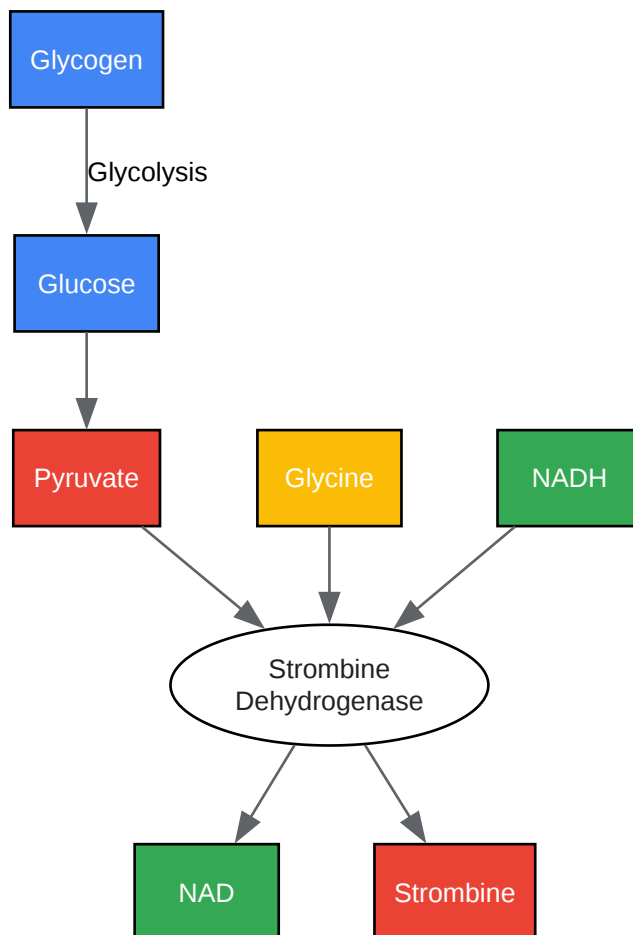 Glycogen
Glycolysis
Glucose
Pyruvate
Glycine
NADH
Strombine
Dehydrogenase
NAD
Strombine